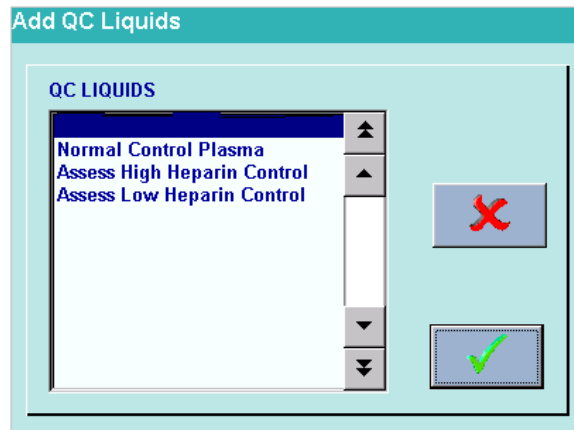 Add QC Liquids
QC LIQUIDS
Normal Control Plasma
Assess High Heparin Control
Assess Low Heparin Control